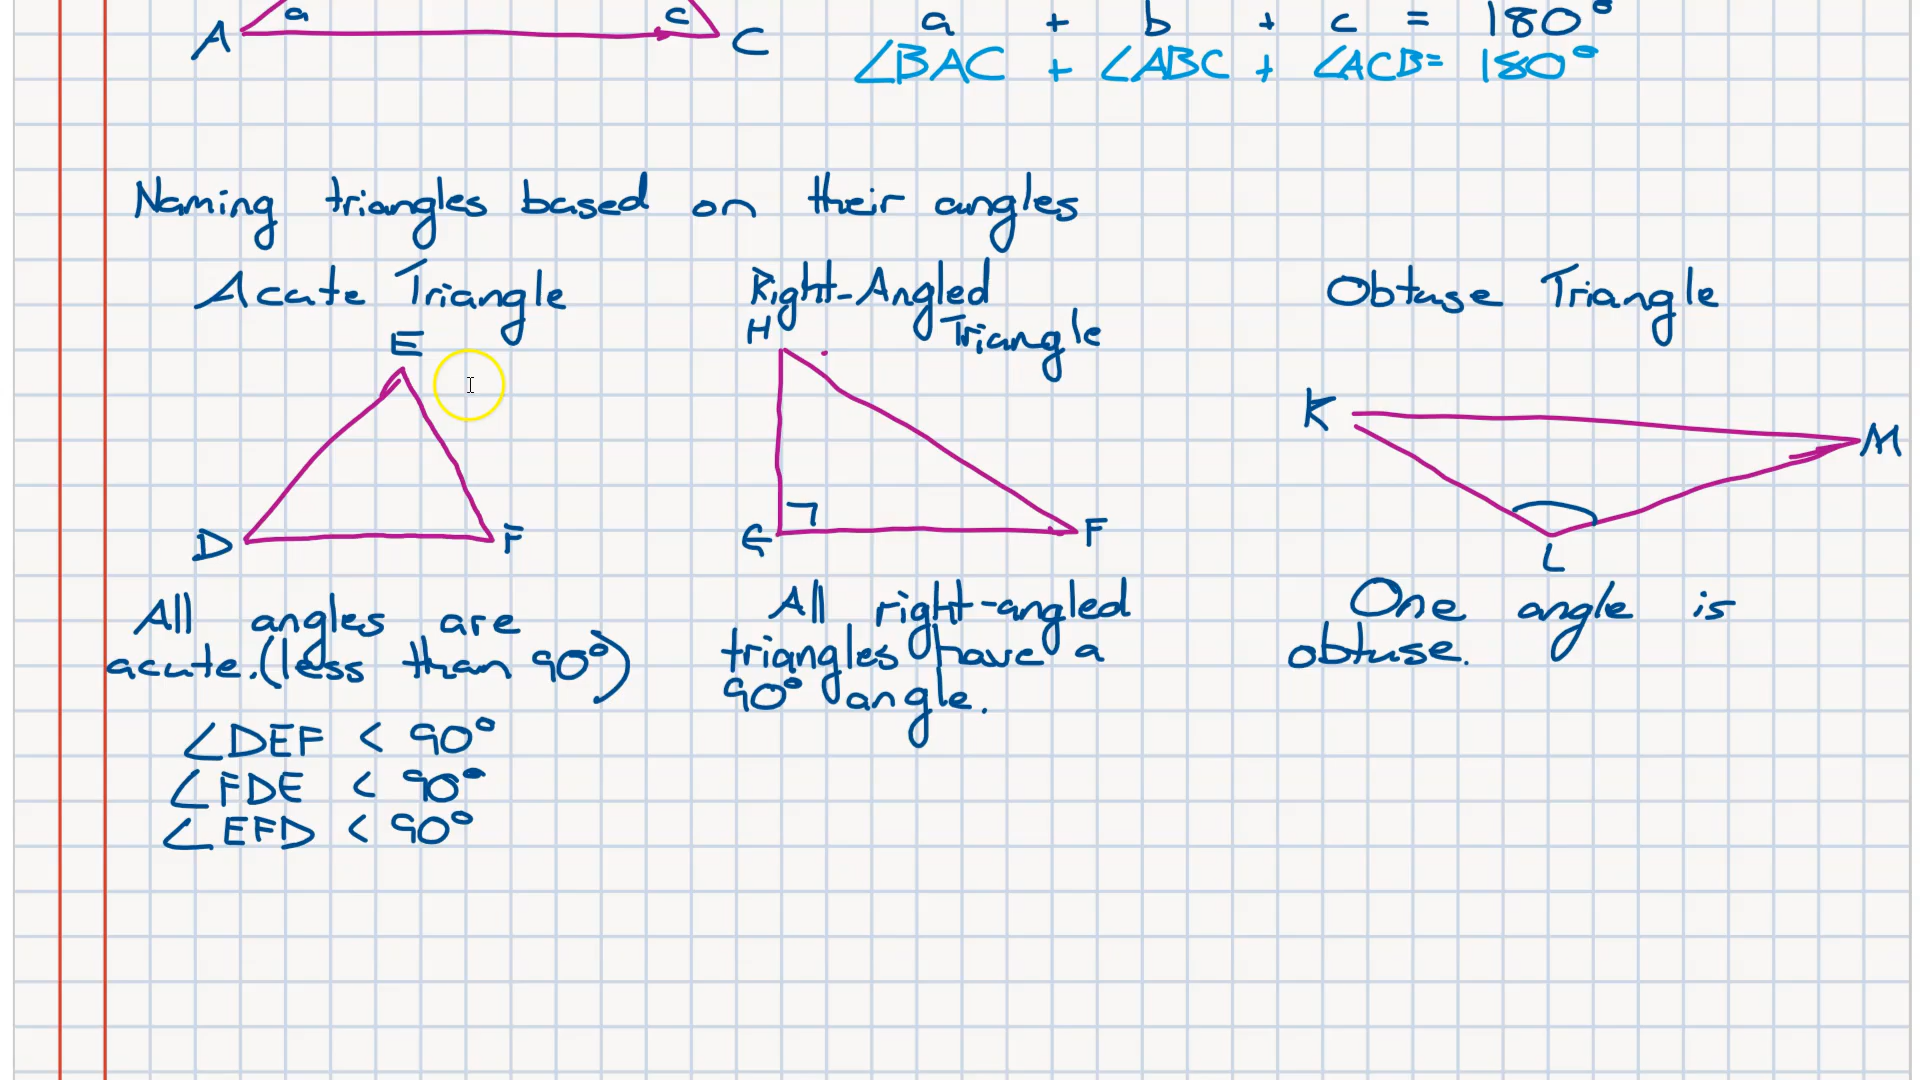 a c
A C
a + b + c = 180°
∠BAC + ∠ABC + ∠ACB = 180°
Naming triangles based on their angles
Acute Triangle
E
D F
All angles are
acute. (less than 90°)
∠DEF < 90°
∠FDE < 90°
∠EFD < 90°
Right-Angled
Triangle
H
G F
All right-angled
triangles have a
90° angle.
Obtuse Triangle
K M
L
One angle is
obtuse.